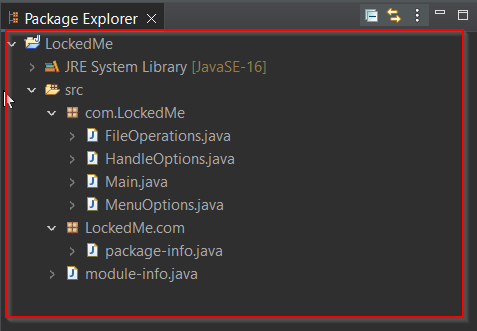 Package Explorer
LockedMe
JRE System Library [JavaSE-16]
src
com.LockedMe
FileOperations.java
HandleOptions.java
Main.java
MenuOptions.java
LockedMe.com
package-info.java
module-info.java